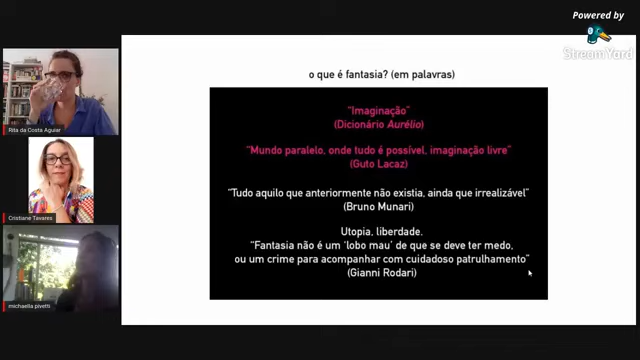 Powered by
StreamYard
o que é fantasia? (em palavras)
"Imaginação"
(Dicionário Aurélio)
"Mundo paralelo, onde tudo é possível, imaginação livre"
(Guto Lacaz)
"Tudo aquilo que anteriormente não existia, ainda que irrealizável"
(Bruno Munari)
Utopia, liberdade.
"Fantasia não é um 'lobo mau' de que se deve ter medo,
ou um crime para acompanhar com cuidadoso patrulhamento"
(Gianni Rodari)
Rita da Costa Aguiar
Cristiane Tavares
michaella pivetti